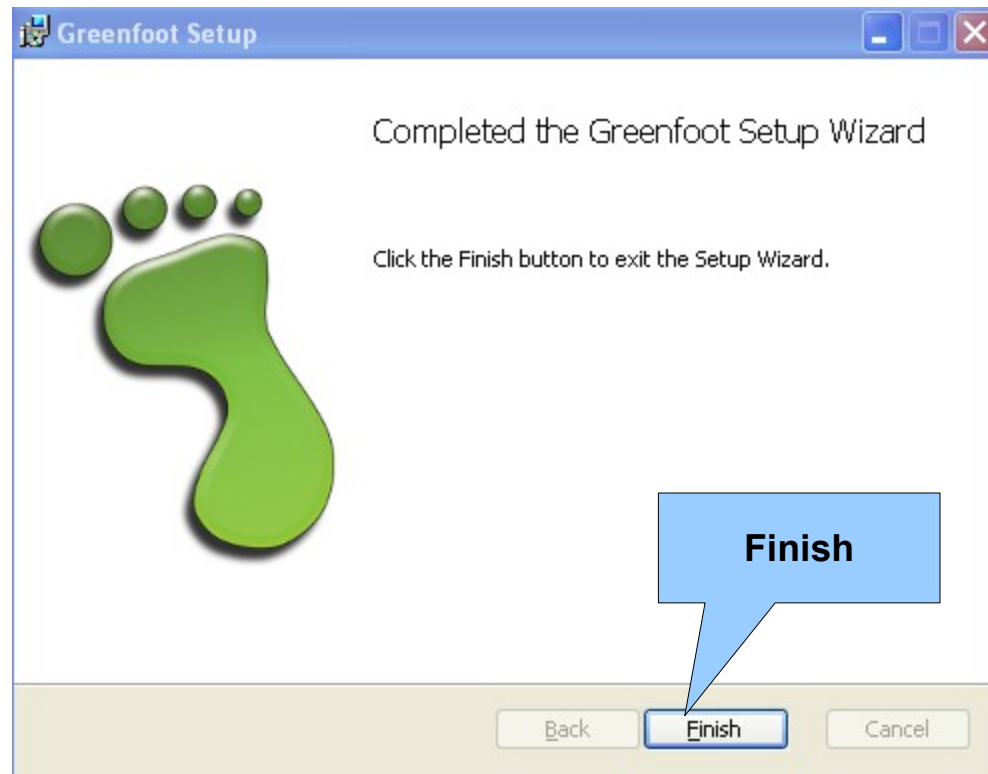 Greenfoot Setup
Completed the Greenfoot Setup Wizard
Click the Finish button to exit the Setup Wizard.
Finish
Back Finish Cancel